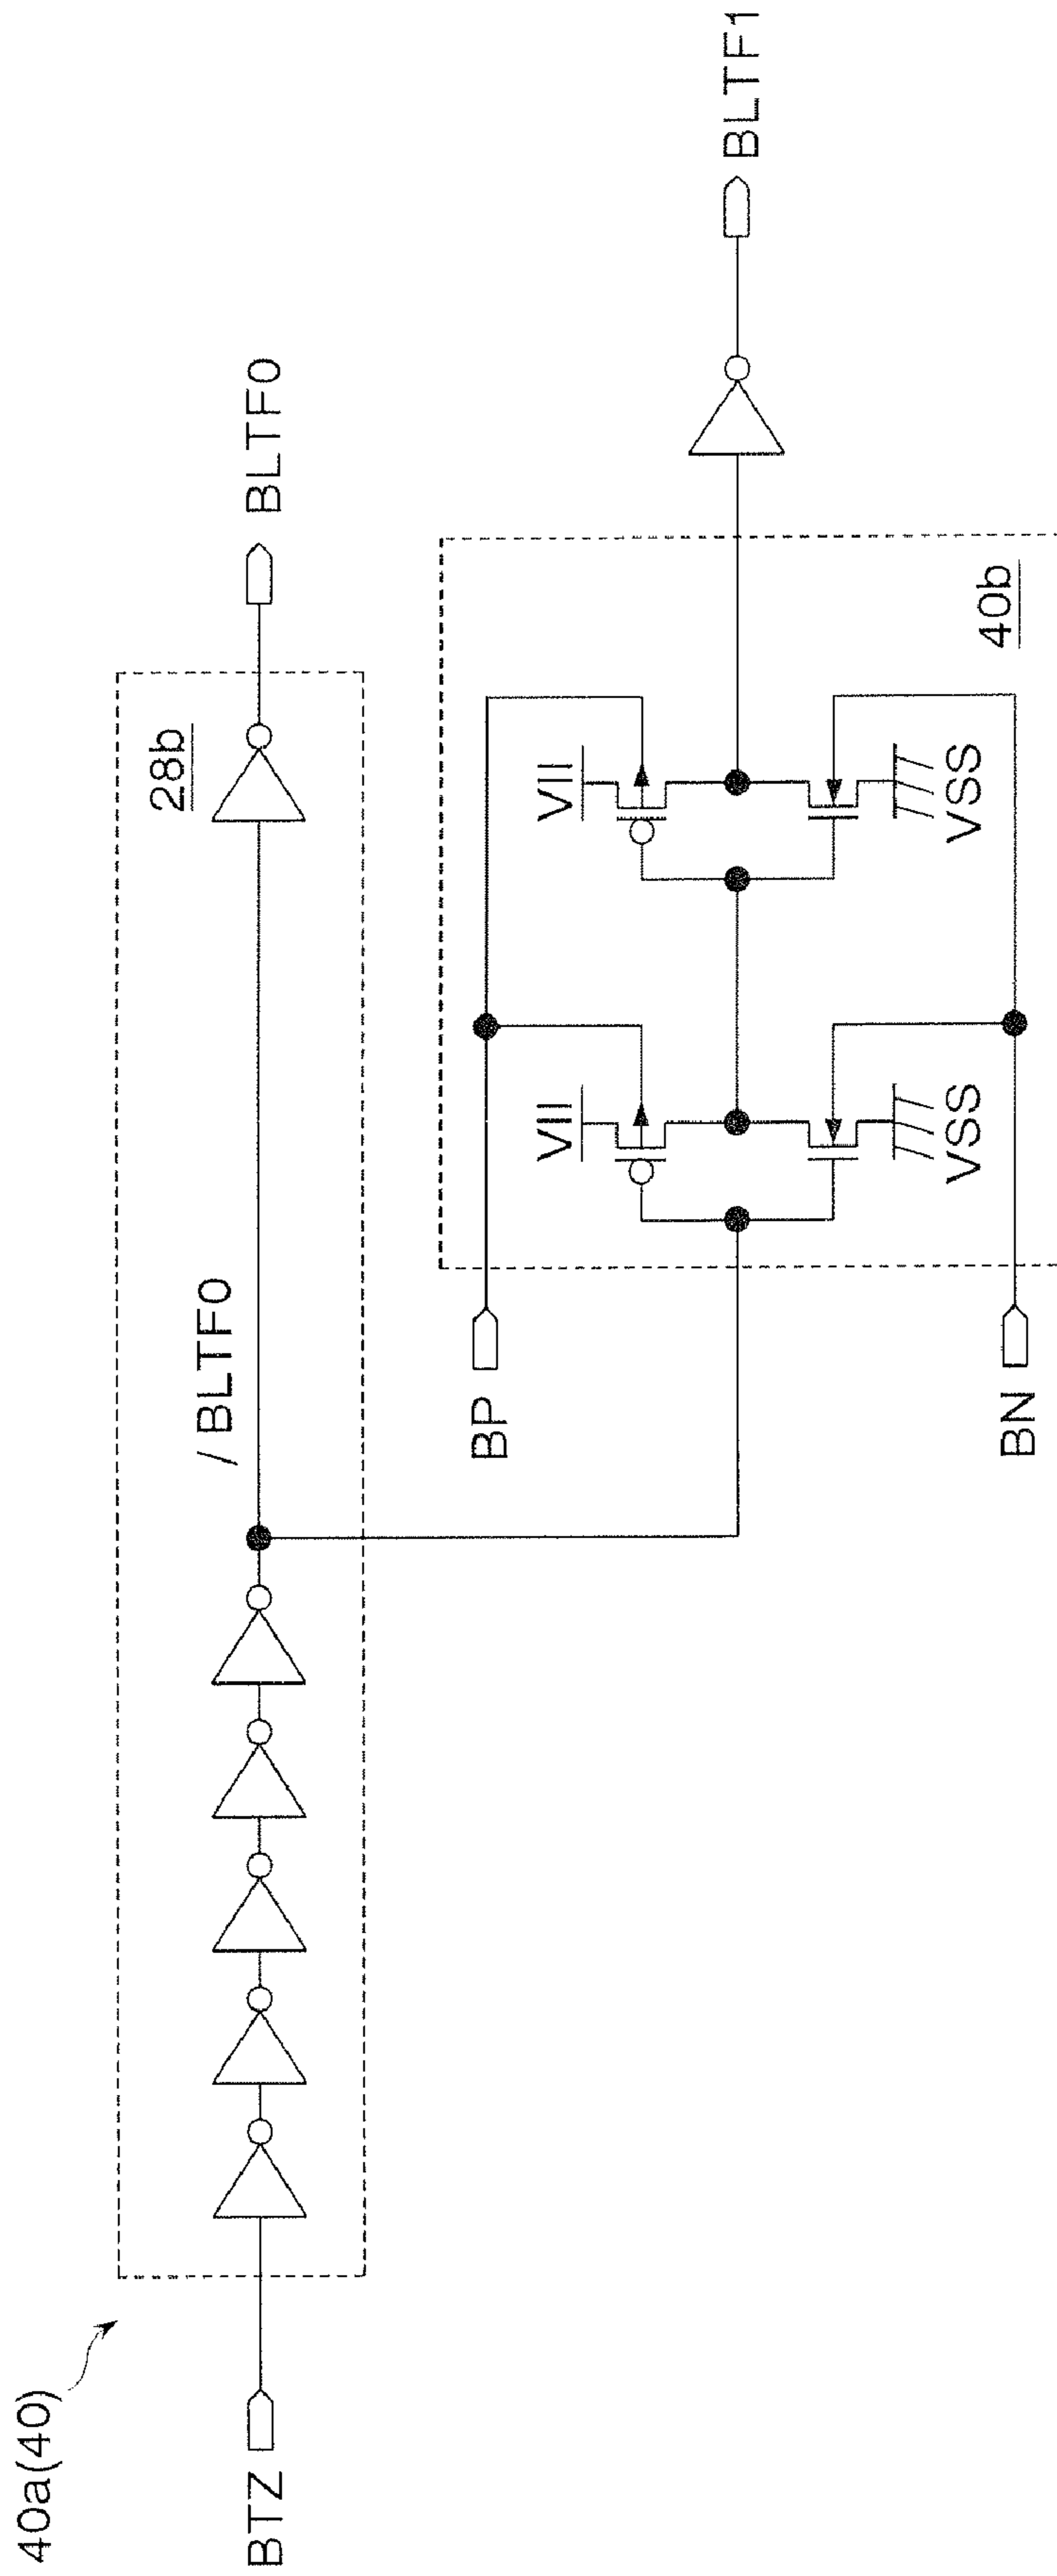 40a(40)
BTZ
/BLTF0
28b
BLTF0
BP
BN
VII
VSS
VII
VSS
40b
BLTF1